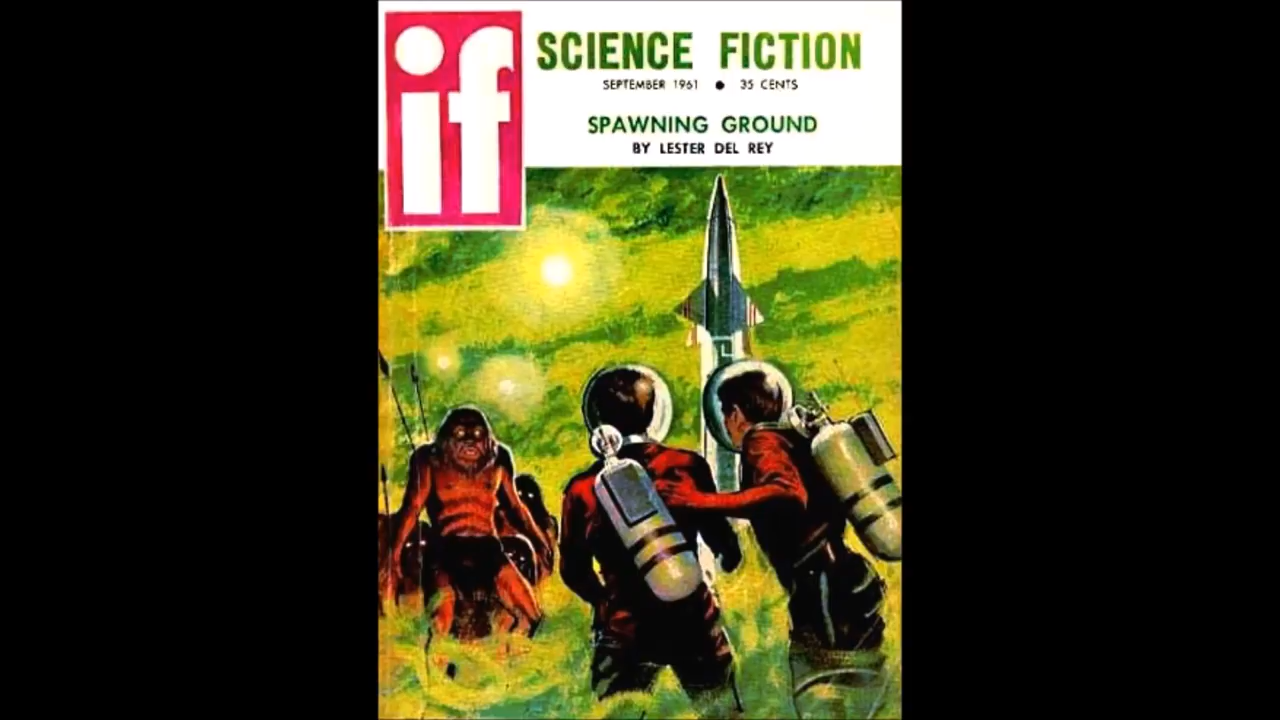 if
SCIENCE FICTION
SEPTEMBER 1961 ● 35 CENTS
SPAWNING GROUND
BY LESTER DEL REY